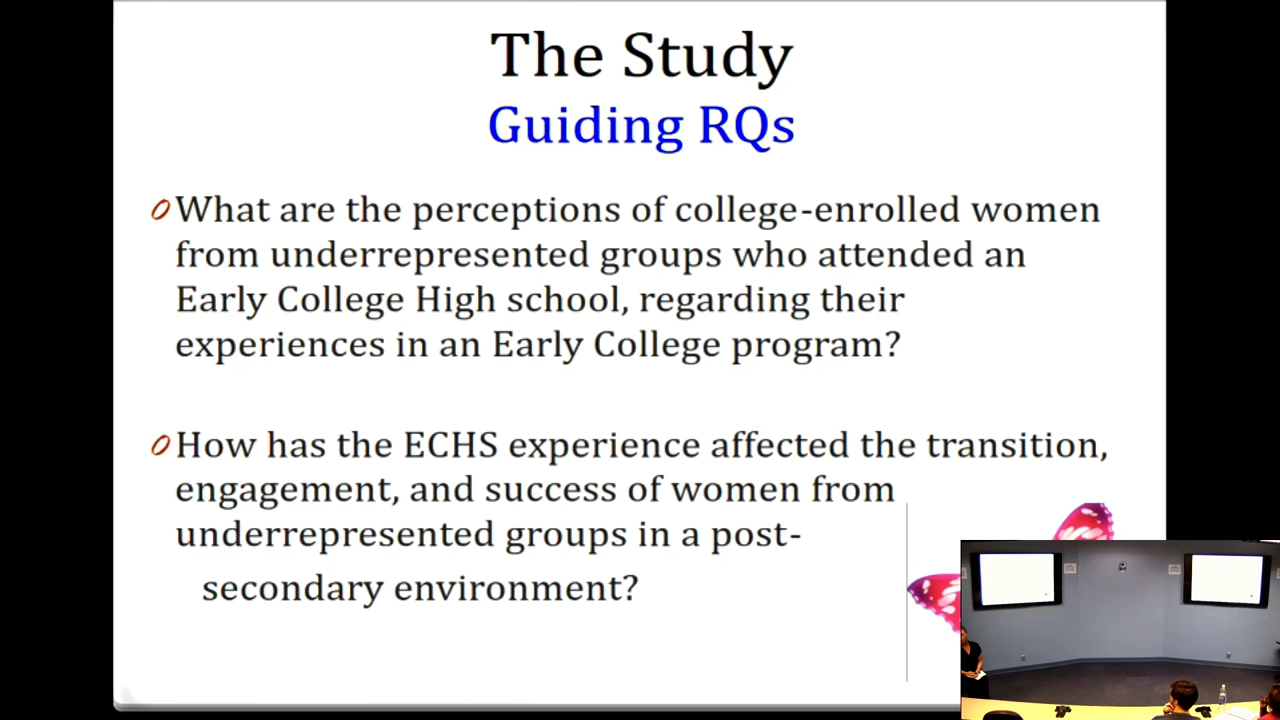 The Study
Guiding RQs
What are the perceptions of college-enrolled women
from underrepresented groups who attended an
Early College High school, regarding their
experiences in an Early College program?
How has the ECHS experience affected the transition,
engagement, and success of women from
underrepresented groups in a post-
secondary environment?